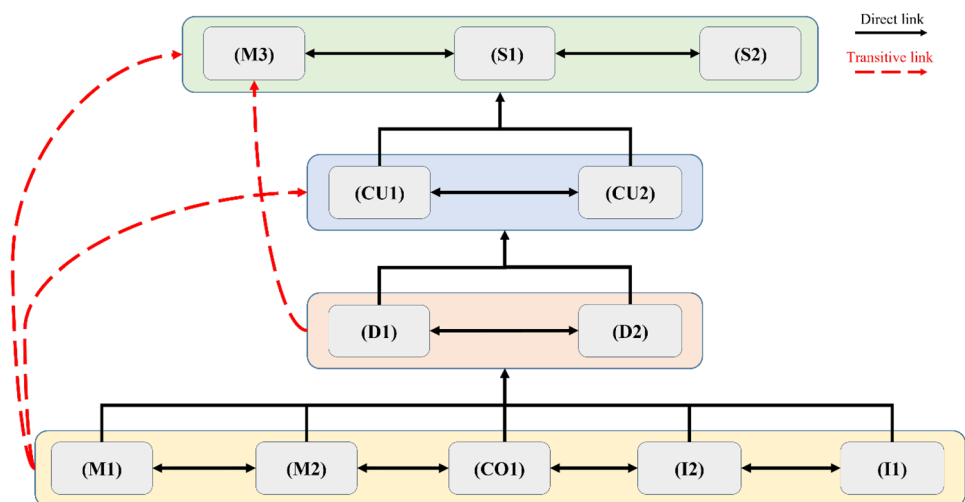 Direct link
Transitive link
(M3)
(S1)
(S2)
(CU1)
(CU2)
(D1)
(D2)
(M1)
(M2)
(CO1)
(I2)
(I1)